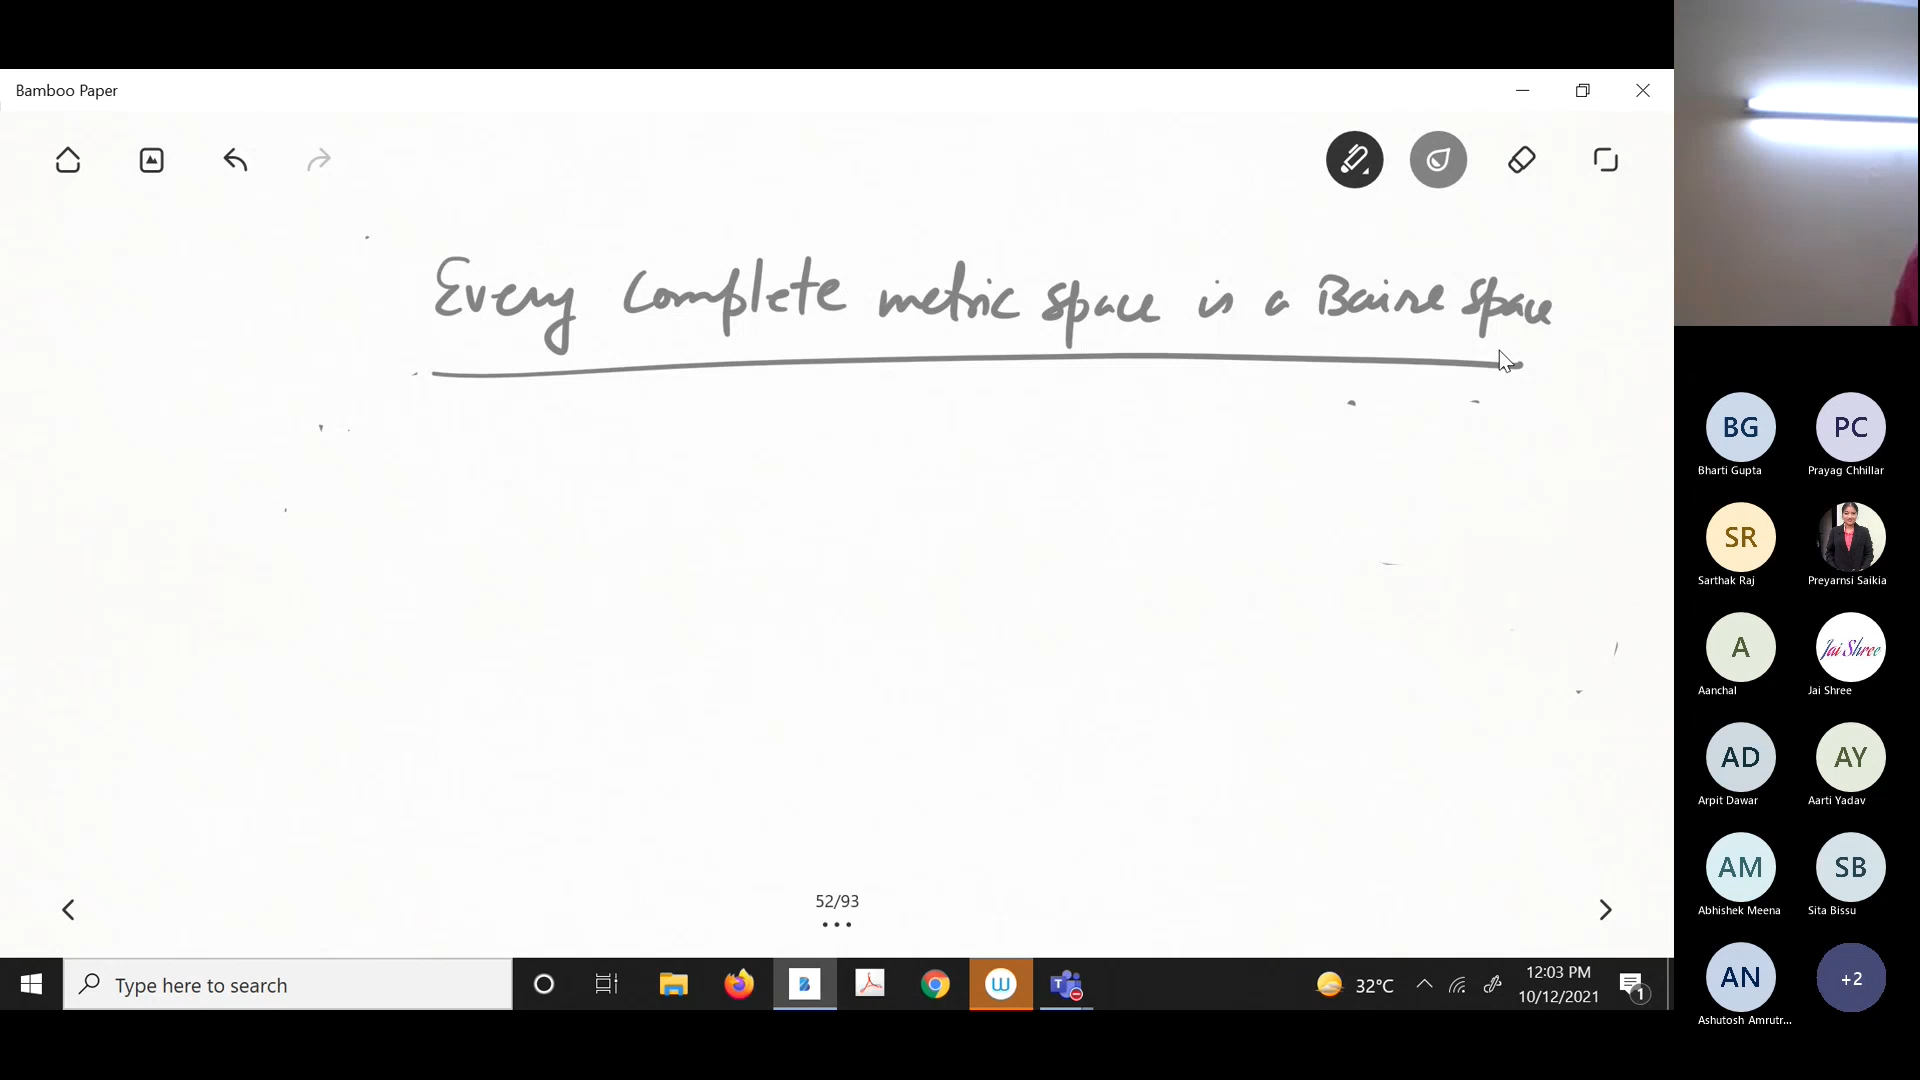 Bamboo Paper
Every Complete metric space is a Baire space
52/93
BG
Bharti Gupta
PC
Prayag Chhillar
SR
Sarthak Raj
Preyarnsi Saikia
A
Aanchal
Jai Shree
Jai Shree
AD
Arpit Dawar
AY
Aarti Yadav
AM
Abhishek Meena
SB
Sita Bissu
AN
Ashutosh Amrutr...
+2
Type here to search
32°C
12:03 PM
10/12/2021
1